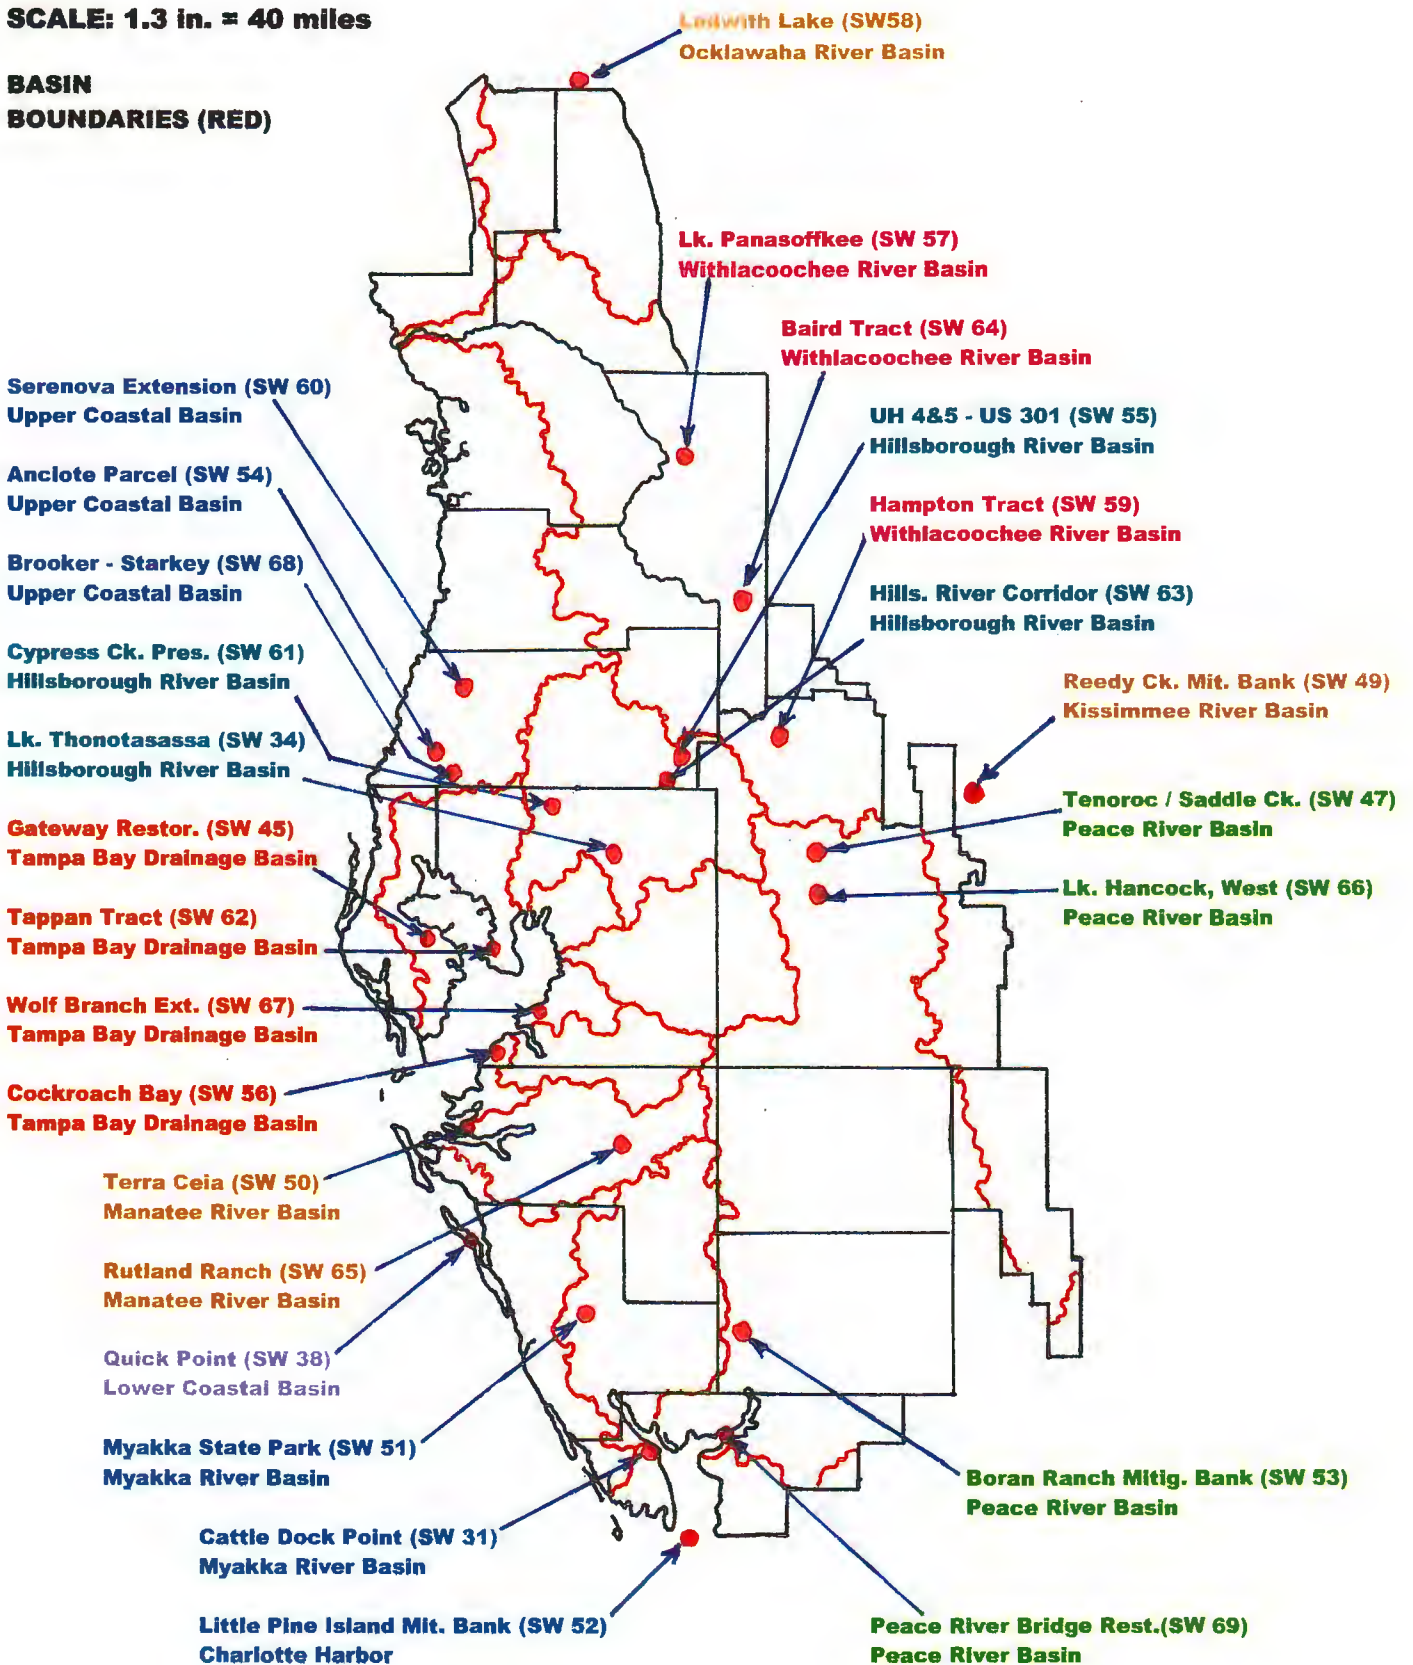 SCALE: 1.3 in. = 40 miles
BASIN
BOUNDARIES (RED)
Ledwith Lake (SW58)
Ocklawaha River Basin
Lk. Panasoffkee (SW 57)
Withlacoochee River Basin
Baird Tract (SW 64)
Withlacoochee River Basin
UH 4&5 - US 301 (SW 55)
Hillsborough River Basin
Hampton Tract (SW 59)
Withlacoochee River Basin
Hills. River Corridor (SW 63)
Hillsborough River Basin
Reedy Ck. Mit. Bank (SW 49)
Kissimmee River Basin
Tenoroc / Saddle Ck. (SW 47)
Peace River Basin
Lk. Hancock, West (SW 66)
Peace River Basin
Serenova Extension (SW 60)
Upper Coastal Basin
Anclote Parcel (SW 54)
Upper Coastal Basin
Brooker - Starkey (SW 68)
Upper Coastal Basin
Cypress Ck. Pres. (SW 61)
Hillsborough River Basin
Lk. Thonotasassa (SW 34)
Hillsborough River Basin
Gateway Restor. (SW 45)
Tampa Bay Drainage Basin
Tappan Tract (SW 62)
Tampa Bay Drainage Basin
Wolf Branch Ext. (SW 67)
Tampa Bay Drainage Basin
Cockroach Bay (SW 56)
Tampa Bay Drainage Basin
Terra Ceia (SW 50)
Manatee River Basin
Rutland Ranch (SW 65)
Manatee River Basin
Quick Point (SW 38)
Lower Coastal Basin
Myakka State Park (SW 51)
Myakka River Basin
Cattle Dock Point (SW 31)
Myakka River Basin
Little Pine Island Mit. Bank (SW 52)
Charlotte Harbor
Boran Ranch Mitig. Bank (SW 53)
Peace River Basin
Peace River Bridge Rest.(SW 69)
Peace River Basin